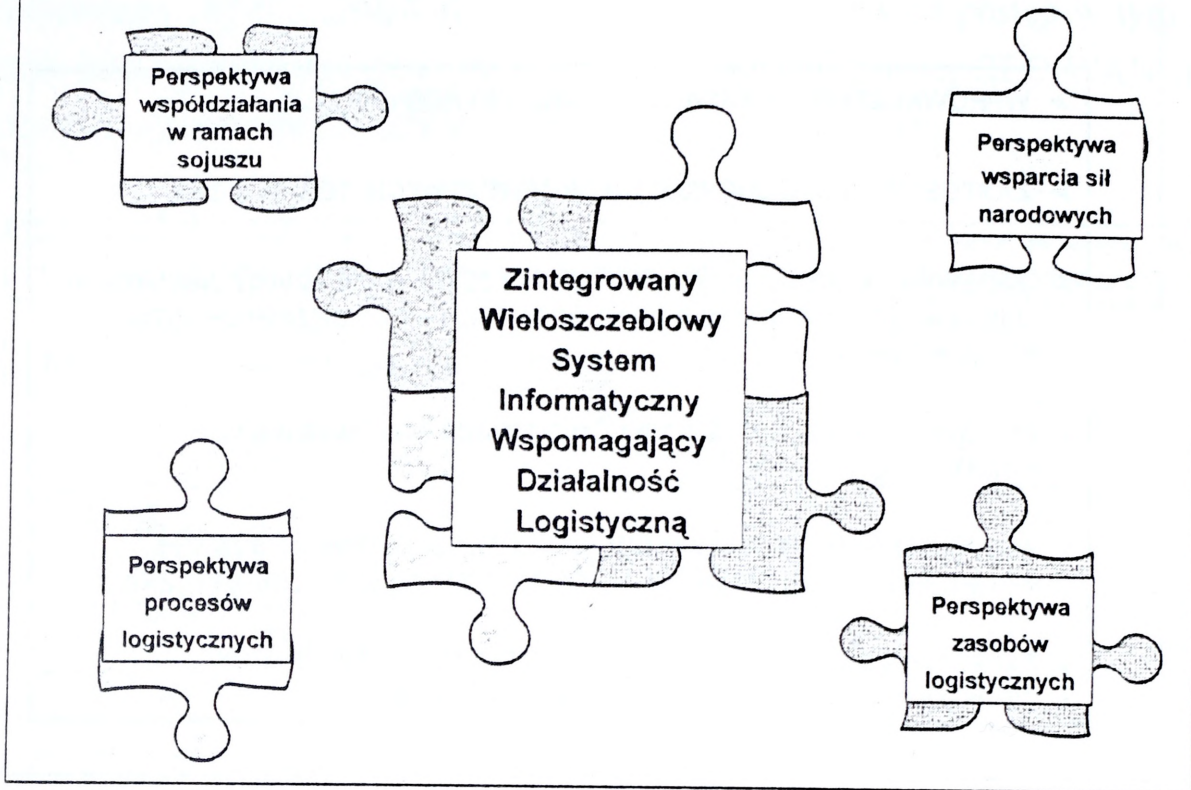 Perspektywa
współdziałania
w ramach
sojuszu
Perspektywa
wsparcia sił
narodowych
Zintegrowany
Wieloszczeblowy
System
Informatyczny
Wspomagający
Działalność
Logistyczną
Perspektywa
procesów
logistycznych
Perspektywa
zasobów
logistycznych